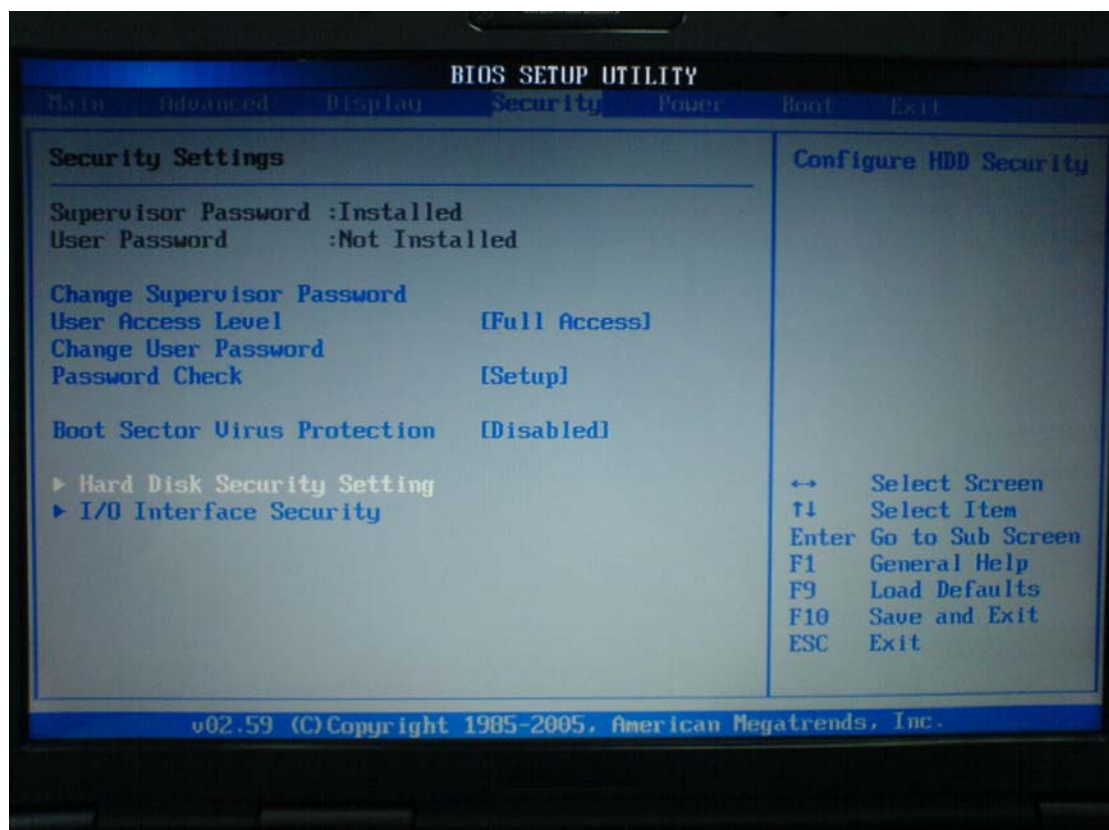 BIOS SETUP UTILITY
Main Advanced Display Security Power Boot Exit
Security Settings
Supervisor Password :Installed
User Password :Not Installed
Change Supervisor Password
User Access Level [Full Access]
Change User Password
Password Check [Setup]
Boot Sector Virus Protection [Disabled]
▶ Hard Disk Security Setting
▶ I/O Interface Security
Configure HDD Security
↔ Select Screen
↑↓ Select Item
Enter Go to Sub Screen
F1 General Help
F9 Load Defaults
F10 Save and Exit
ESC Exit
v02.59 (C)Copyright 1985-2005, American Megatrends, Inc.